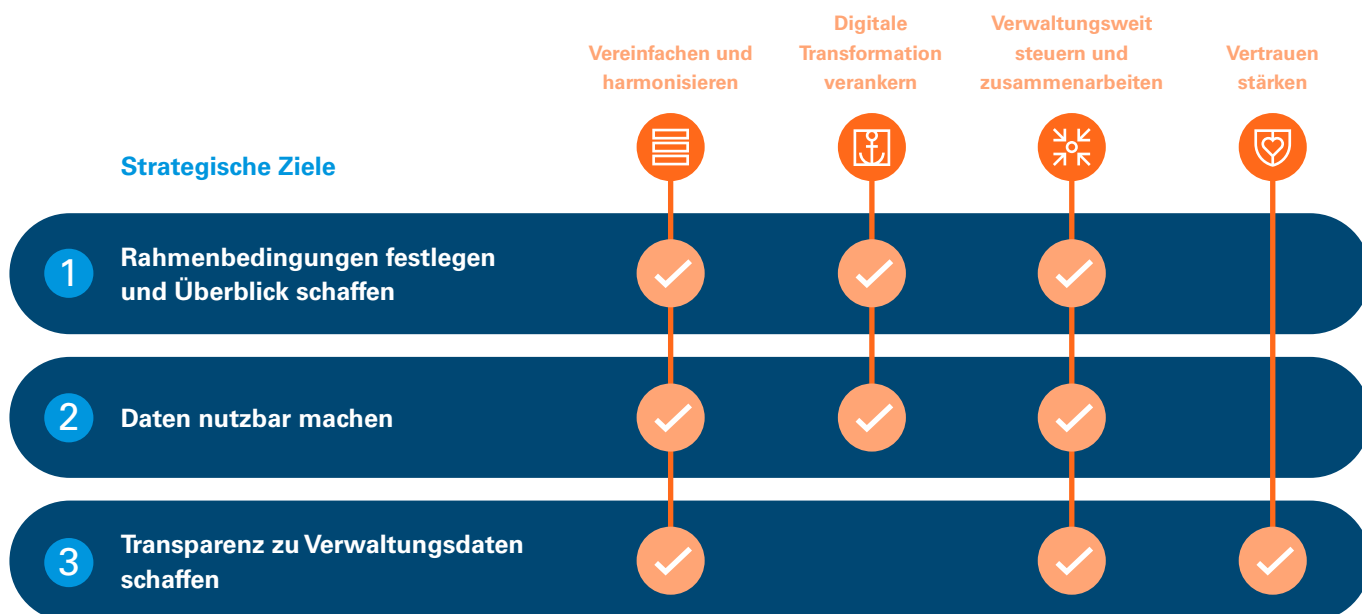 Vereinfachen und
harmonisieren
Digitale
Transformation
verankern
Verwaltungsweit
steuern und
zusammenarbeiten
Vertrauen
stärken
Strategische Ziele
1
Rahmenbedingungen festlegen
und Überblick schaffen
2
Daten nutzbar machen
3
Transparenz zu Verwaltungsdaten
schaffen